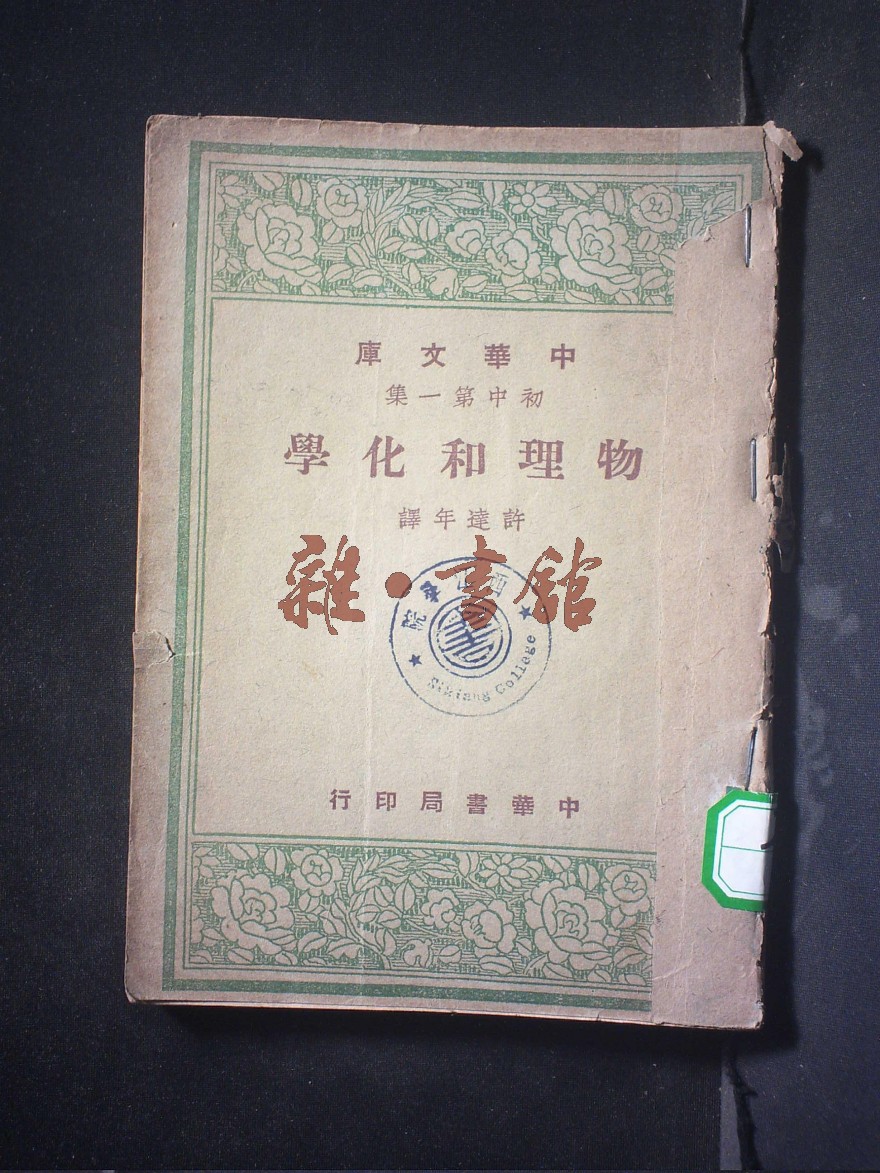 中華文庫
初中第一集
物理和化學
許達年譯
雜·書館
院
College
中華書局印行